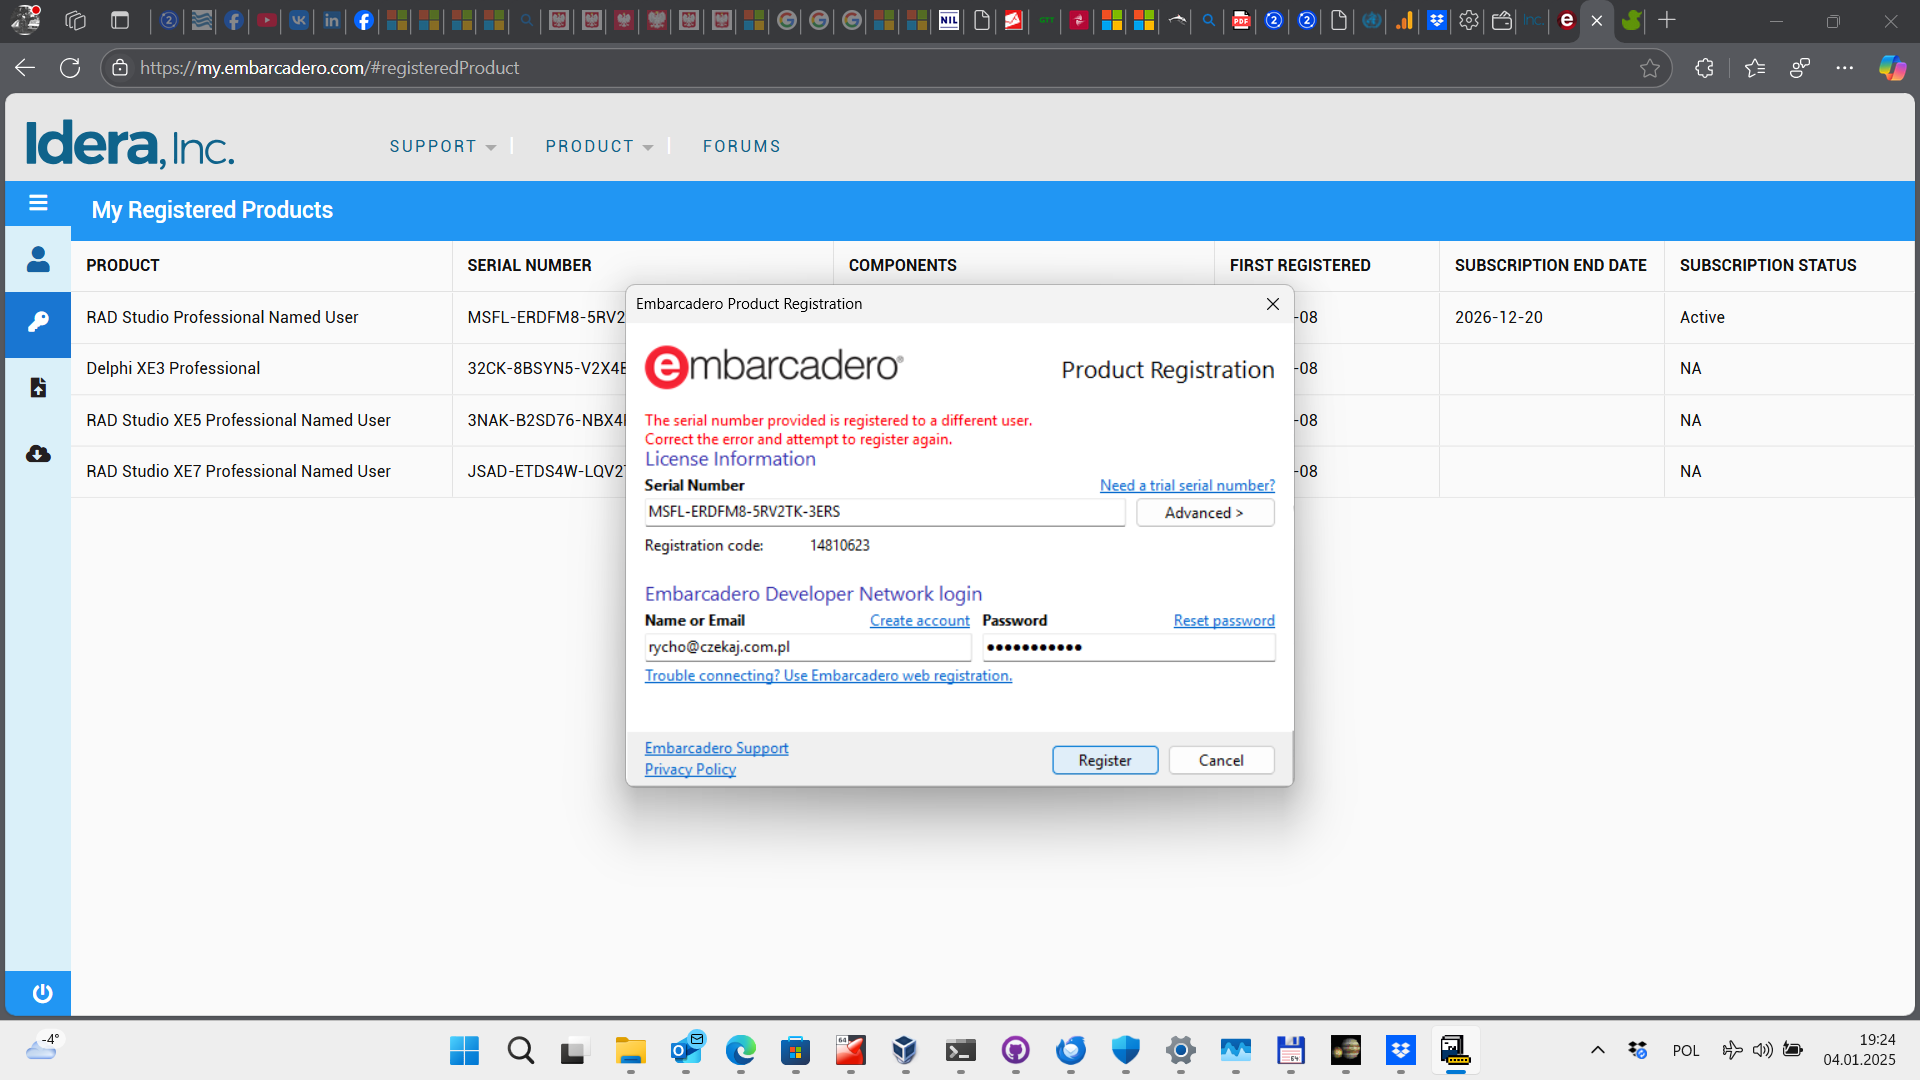 https://my.embarcadero.com/#registeredProduct
Idera, Inc.
SUPPORT
PRODUCT
FORUMS
My Registered Products
PRODUCT
SERIAL NUMBER
COMPONENTS
FIRST REGISTERED
SUBSCRIPTION END DATE
SUBSCRIPTION STATUS
RAD Studio Professional Named User
MSFL-ERDFM8-5RV2
-08
2026-12-20
Active
Delphi XE3 Professional
32CK-8BSYN5-V2X4
-08
NA
RAD Studio XE5 Professional Named User
3NAK-B2SD76-NBX4
-08
NA
RAD Studio XE7 Professional Named User
JSAD-ETDS4W-LQV2
-08
NA
Embarcadero Product Registration
embarcadero®
Product Registration
The serial number provided is registered to a different user.
Correct the error and attempt to register again.
License Information
Serial Number
Need a trial serial number?
MSFL-ERDFM8-5RV2TK-3ERS
Advanced >
Registration code:
14810623
Embarcadero Developer Network login
Name or Email
Create account
Password
Reset password
rycho@czekaj.com.pl
●●●●●●●●●●●
Trouble connecting? Use Embarcadero web registration.
Embarcadero Support
Privacy Policy
Register
Cancel
-4°
POL
19:24
04.01.2025